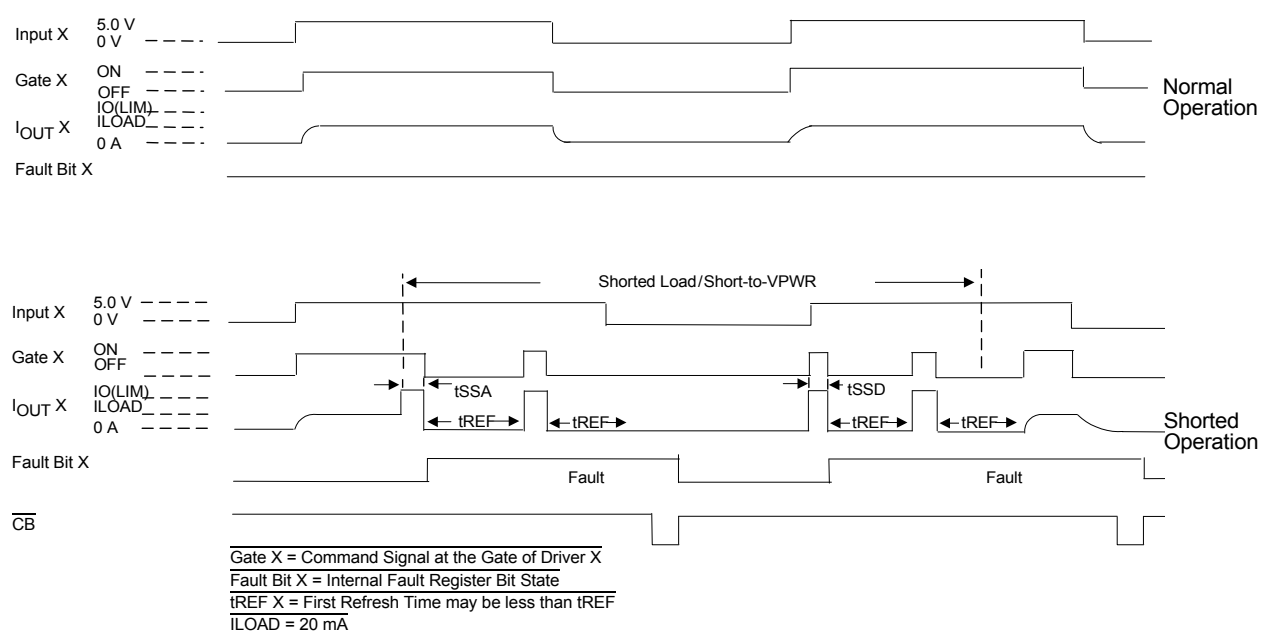 Input X 5.0 V
0 V
Gate X ON
OFF
IO(LIM)
ILOAD
IOUT X
0 A
Fault Bit X
Normal
Operation
Shorted Load/Short-to-VPWR
Input X 5.0 V
0 V
Gate X ON
OFF
tSSA
tSSD
IO(LIM)
ILOAD
IOUT X
0 A
tREF
tREF
tREF
tREF
Shorted
Operation
Fault Bit X
Fault
Fault
CB
Gate X = Command Signal at the Gate of Driver X
Fault Bit X = Internal Fault Register Bit State
tREF X = First Refresh Time may be less than tREF
ILOAD = 20 mA